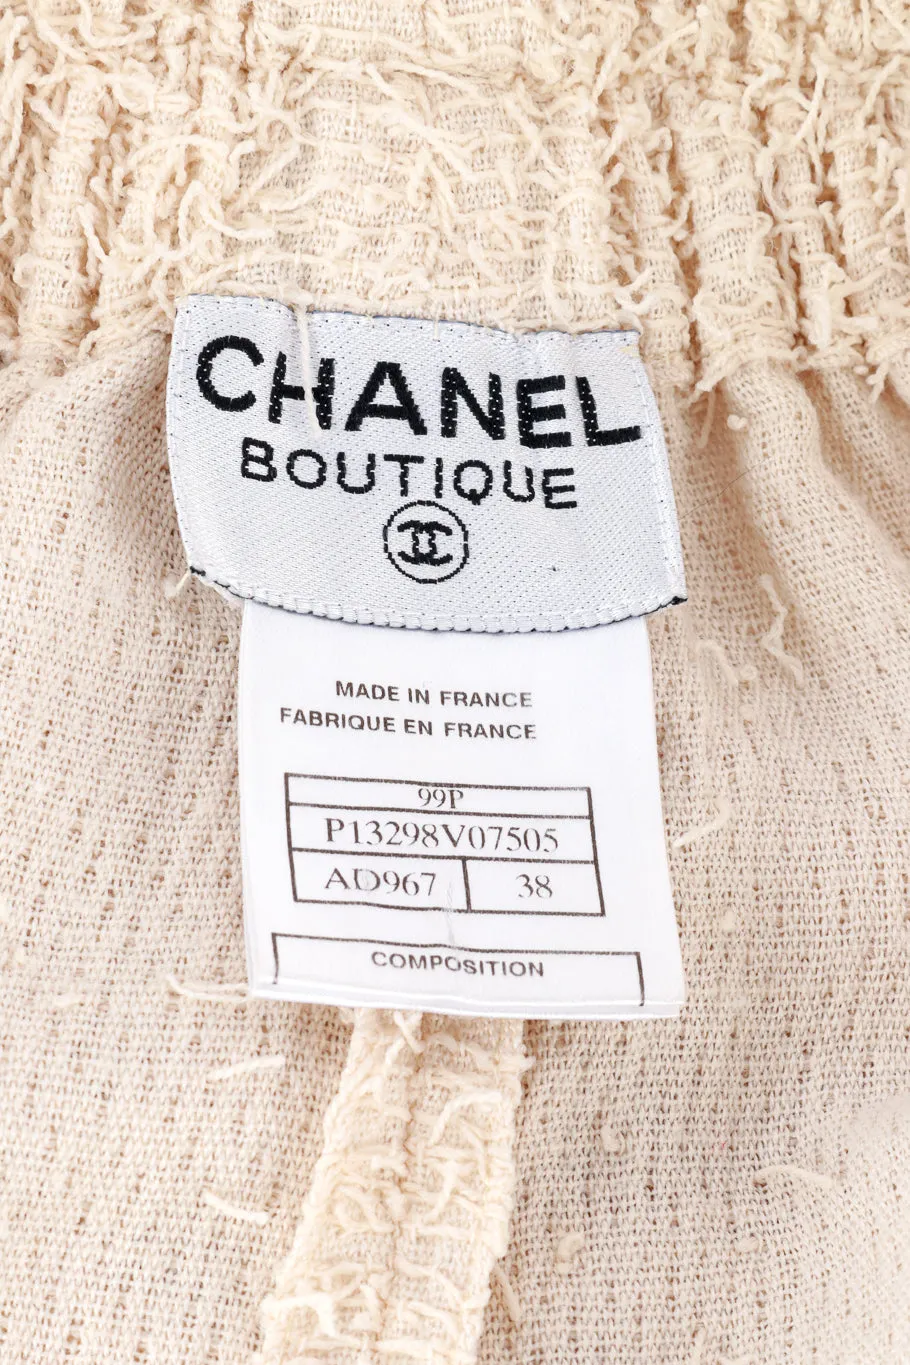 CHANEL
BOUTIQUE
MADE IN FRANCE
FABRIQUE EN FRANCE
99P
P13298V07505
AD967 38
COMPOSITION